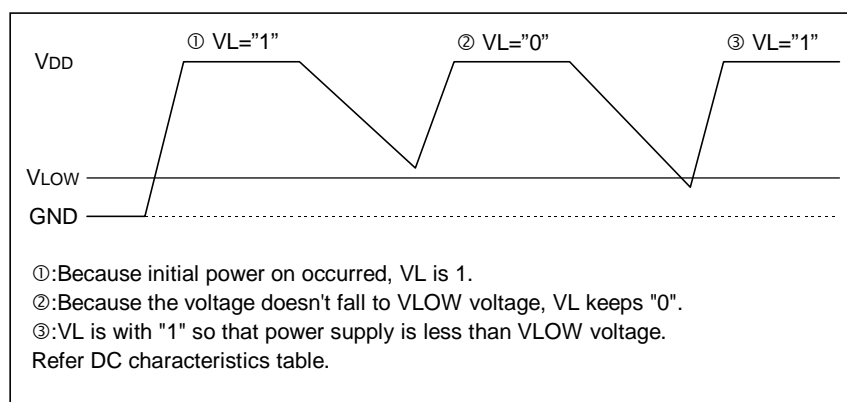 ① VL=”1”
② VL=”0”
③ VL=”1”
VDD
VLOW
GND
①:Because initial power on occurred, VL is 1.
②:Because the voltage doesn't fall to VLOW voltage, VL keeps "0".
③:VL is with "1" so that power supply is less than VLOW voltage.
Refer DC characteristics table.